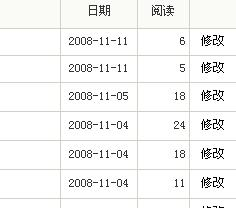 日期 阅读
2008-11-11 6 修改
2008-11-11 5 修改
2008-11-05 18 修改
2008-11-04 24 修改
2008-11-04 18 修改
2008-11-04 11 修改